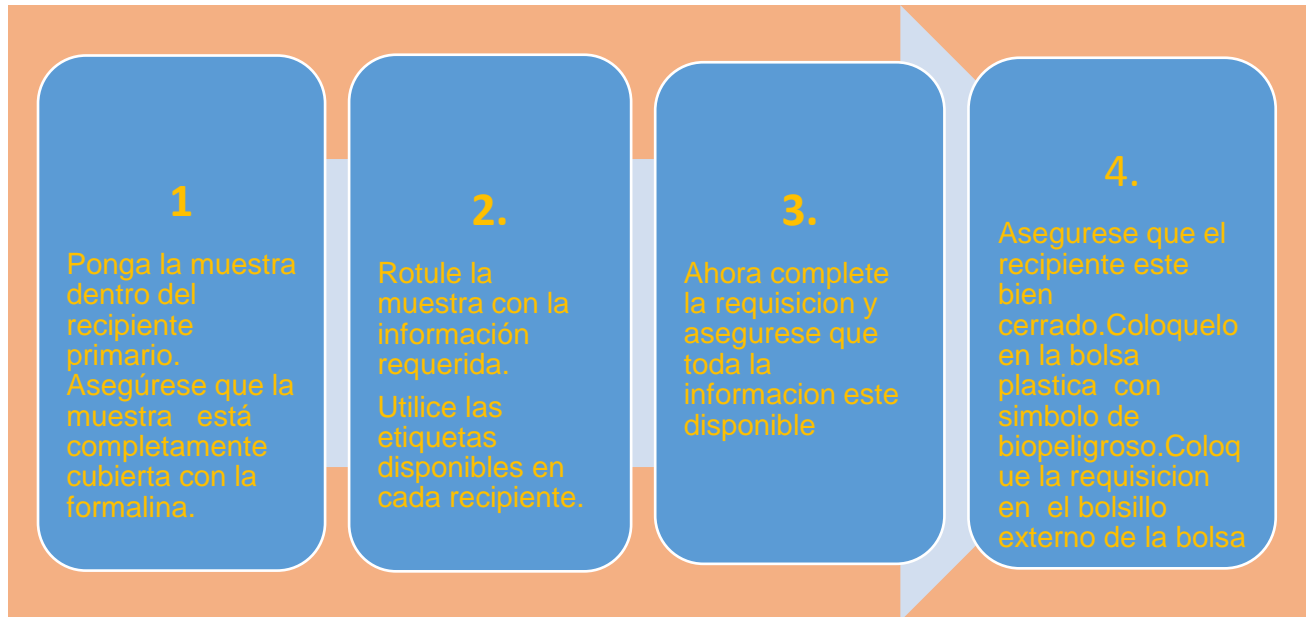 1
Ponga la muestra
dentro del
recipiente
primario.
Asegúrese que la
muestra está
completamente
cubierta con la
formalina.
2.
Rotule la
muestra con la
información
requerida.
Utilice las
etiquetas
disponibles en
cada recipiente.
3.
Ahora complete
la requisicion y
asegurese que
toda la
informacion este
disponible
4.
Asegurese que el
recipiente este
bien
cerrado.Coloquelo
en la bolsa
plastica con
simbolo de
biopeligroso.Coloq
ue la requisicion
en el bolsillo
externo de la bolsa